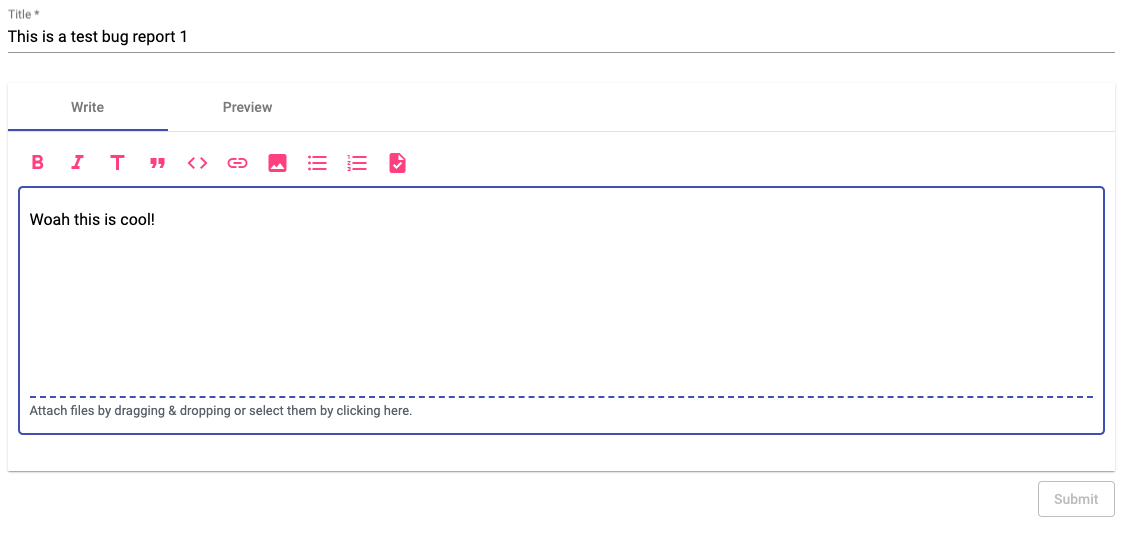 Title *
This is a test bug report 1
Write
Preview
Woah this is cool!
Attach files by dragging & dropping or select them by clicking here.
Submit